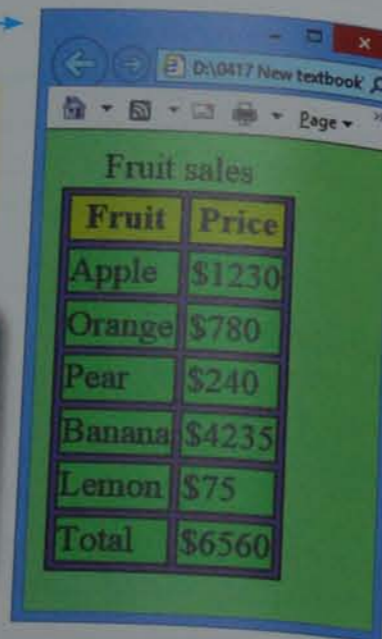 D:\0417 New textbook\
Page
Fruit sales
Fruit Price
Apple $1230
Orange $780
Pear $240
Banana $4235
Lemon $75
Total $6560